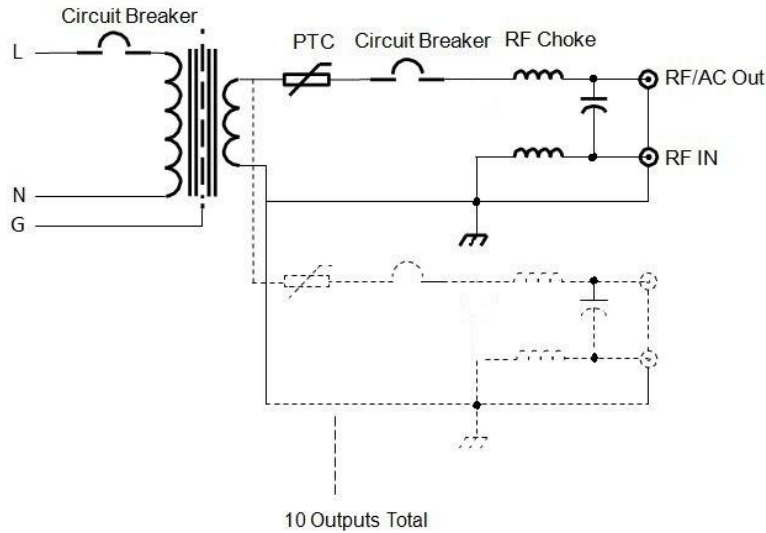 Circuit Breaker
L
PTC
Circuit Breaker
RF Choke
RF/AC Out
RF IN
N
G
10 Outputs Total